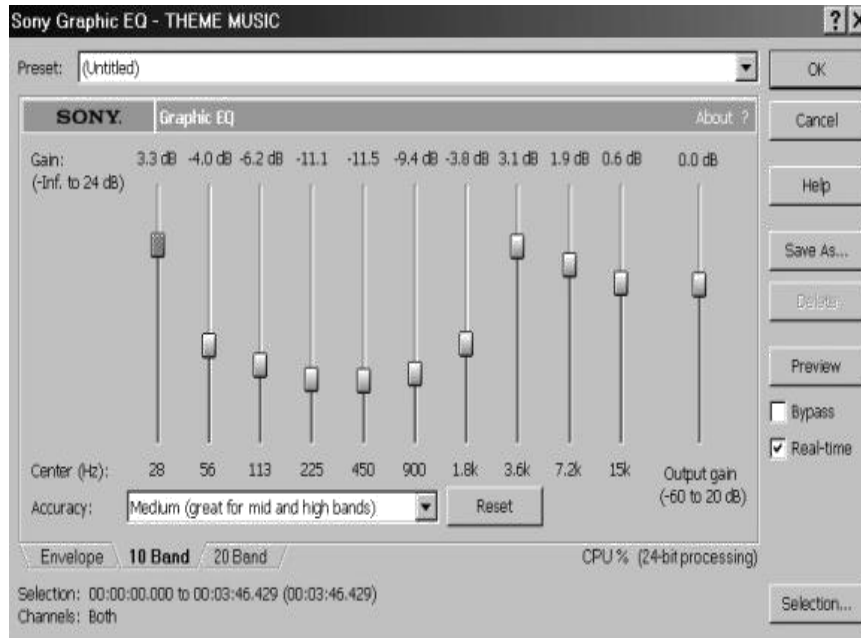 Sony Graphic EQ - THEME MUSIC
Preset: (Untitled)
OK
SONY. Graphic EQ About ?
Cancel
Gain: 3.3 dB -4.0 dB -6.2 dB -11.1 -11.5 -9.4 dB -3.8 dB 3.1 dB 1.9 dB 0.6 dB 0.0 dB
(-Inf. to 24 dB)
Help
Save As...
Delete
Preview
Bypass
Real-time
Center (Hz): 28 56 113 225 450 900 1.8k 3.6k 7.2k 15k Output gain
(-60 to 20 dB)
Accuracy: Medium (great for mid and high bands) Reset
Envelope 10 Band 20 Band CPU % (24-bit processing)
Selection: 00:00:00.000 to 00:03:46.429 (00:03:46.429)
Channels: Both
Selection...